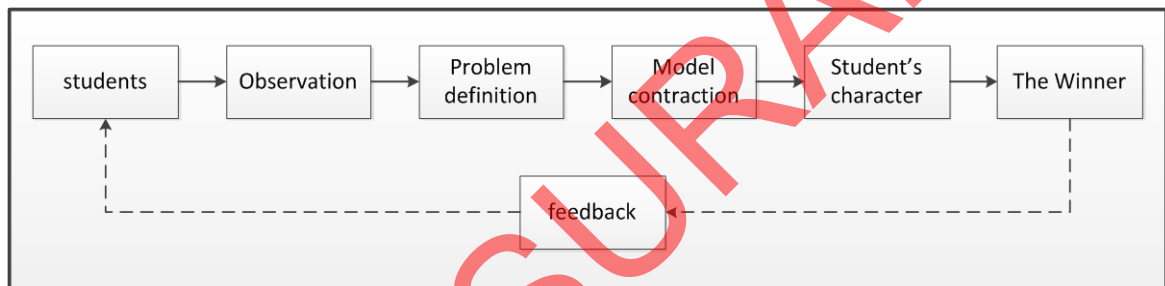 students
Observation
Problem
definition
Model
contraction
Student's
character
The Winner
feedback